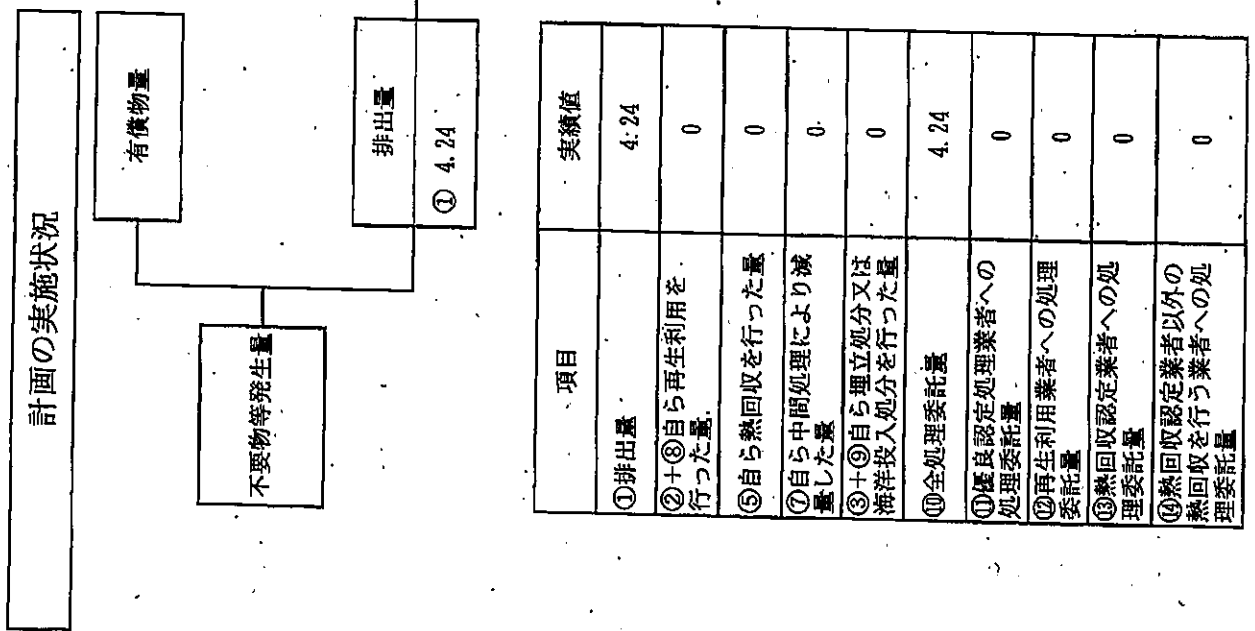 計画の実施状況
不要物等発生量
有償物量
排出量
① 4.24
項目
実績値
①排出量
4.24
②+⑧自ら再生利用を
行った量
0
⑤自ら熱回収を行った量
0
⑦自ら中間処理により減
量した量
0
③+⑨自ら埋立処分又は
海洋投入処分を行った量
0
⑩全処理委託量
4.24
⑪優良認定処理業者への
処理委託量
0
⑫再生利用業者への処理
委託量
0
⑬熱回収認定業者への処
理委託量
0
⑭熱回収認定業者以外の
熱回収を行う業者への処
理委託量
0